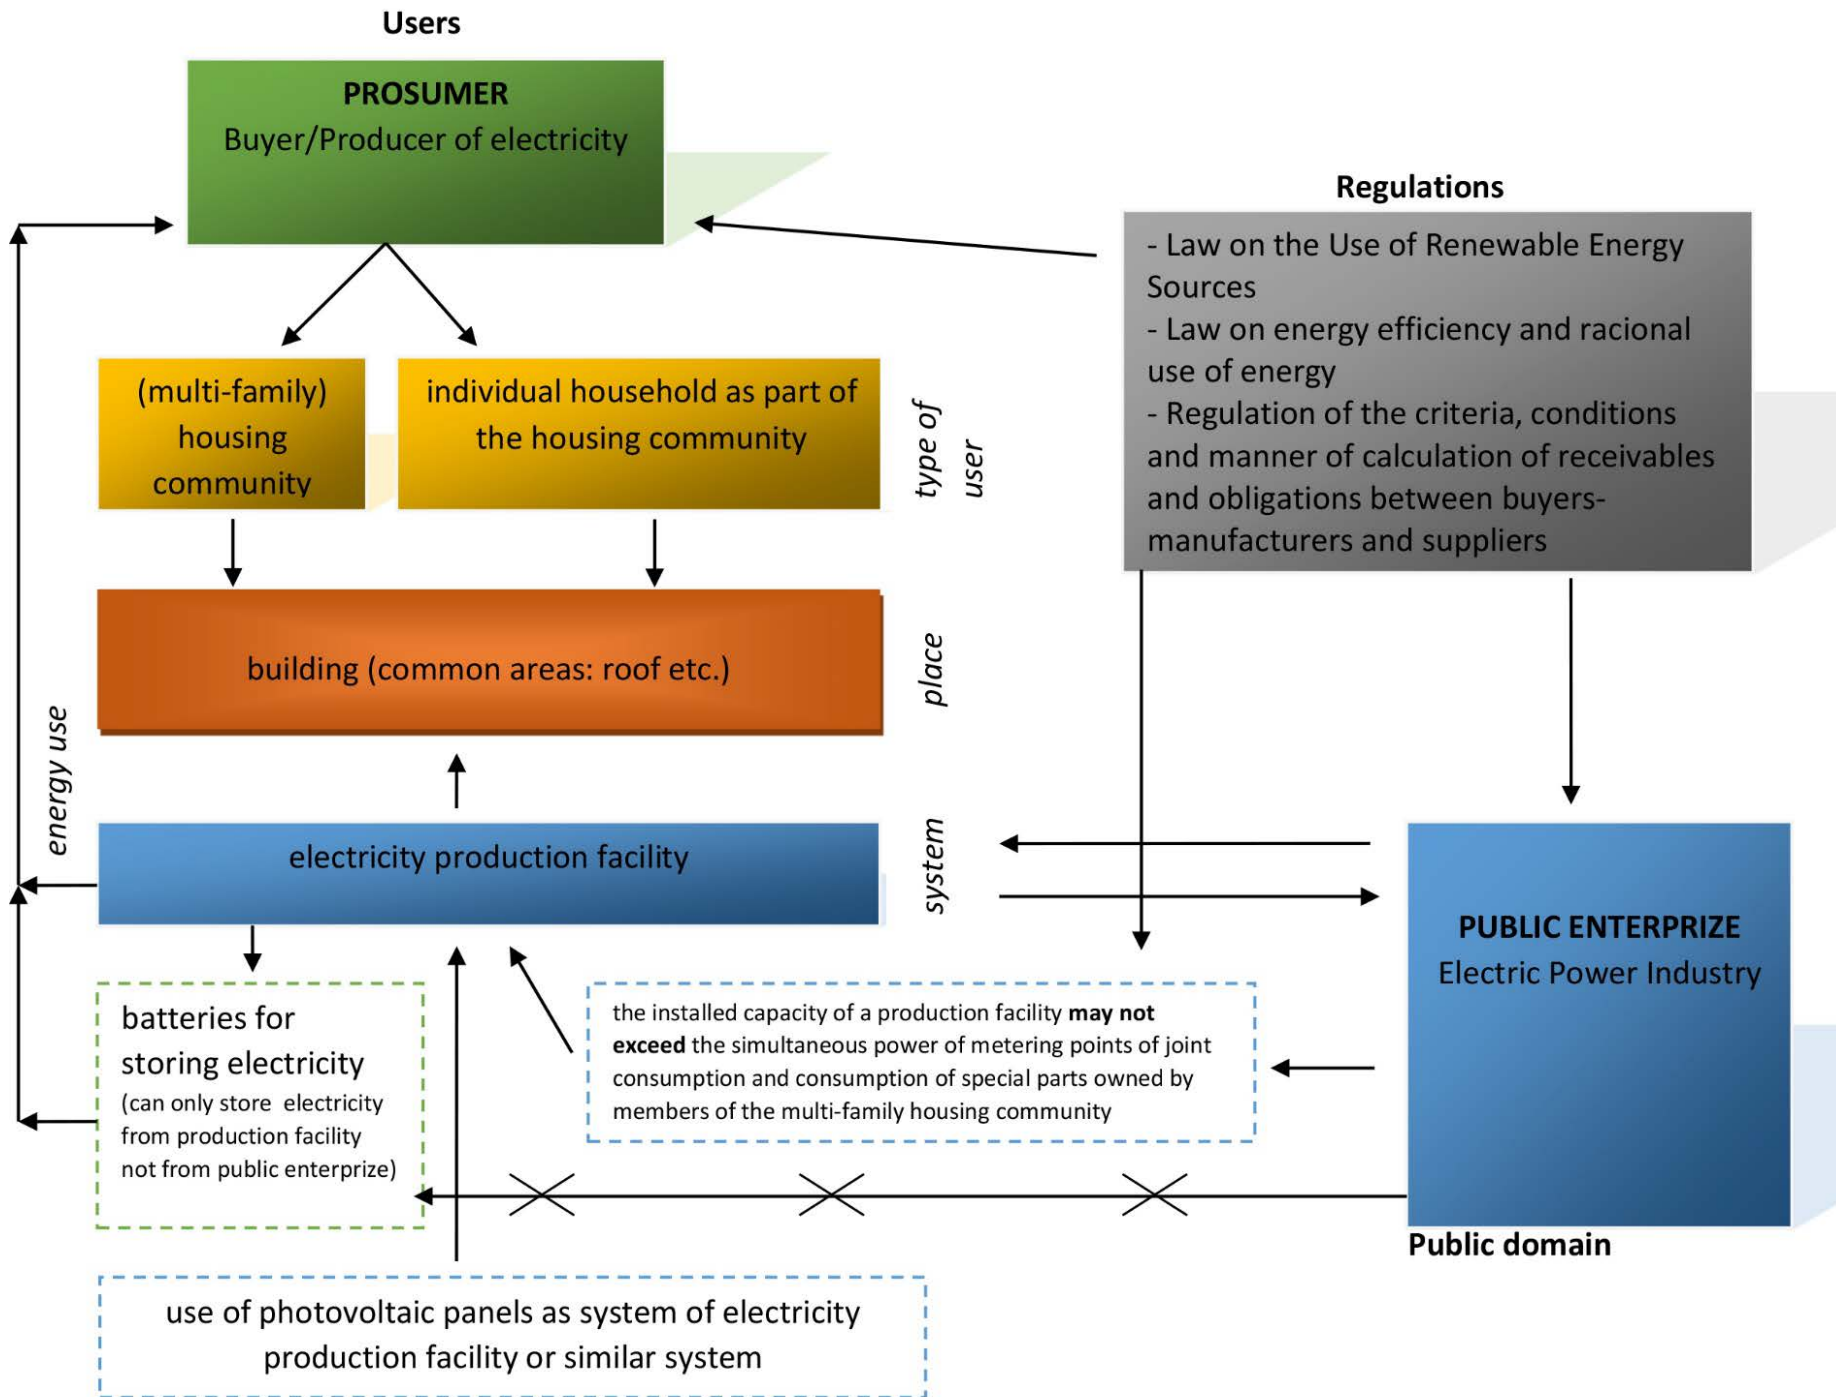 Users
PROSUMER
Buyer/Producer of electricity
Regulations
- Law on the Use of Renewable Energy
Sources
- Law on energy efficiency and racional
use of energy
- Regulation of the criteria, conditions
and manner of calculation of receivables
and obligations between buyers-
manufacturers and suppliers
(multi-family)
housing
community
individual household as part of
the housing community
type of
user
building (common areas: roof etc.)
place
energy use
electricity production facility
system
PUBLIC ENTERPRIZE
Electric Power Industry
batteries for
storing electricity
(can only store electricity
from production facility
not from public enterprize)
the installed capacity of a production facility may not
exceed the simultaneous power of metering points of joint
consumption and consumption of special parts owned by
members of the multi-family housing community
Public domain
use of photovoltaic panels as system of electricity
production facility or similar system